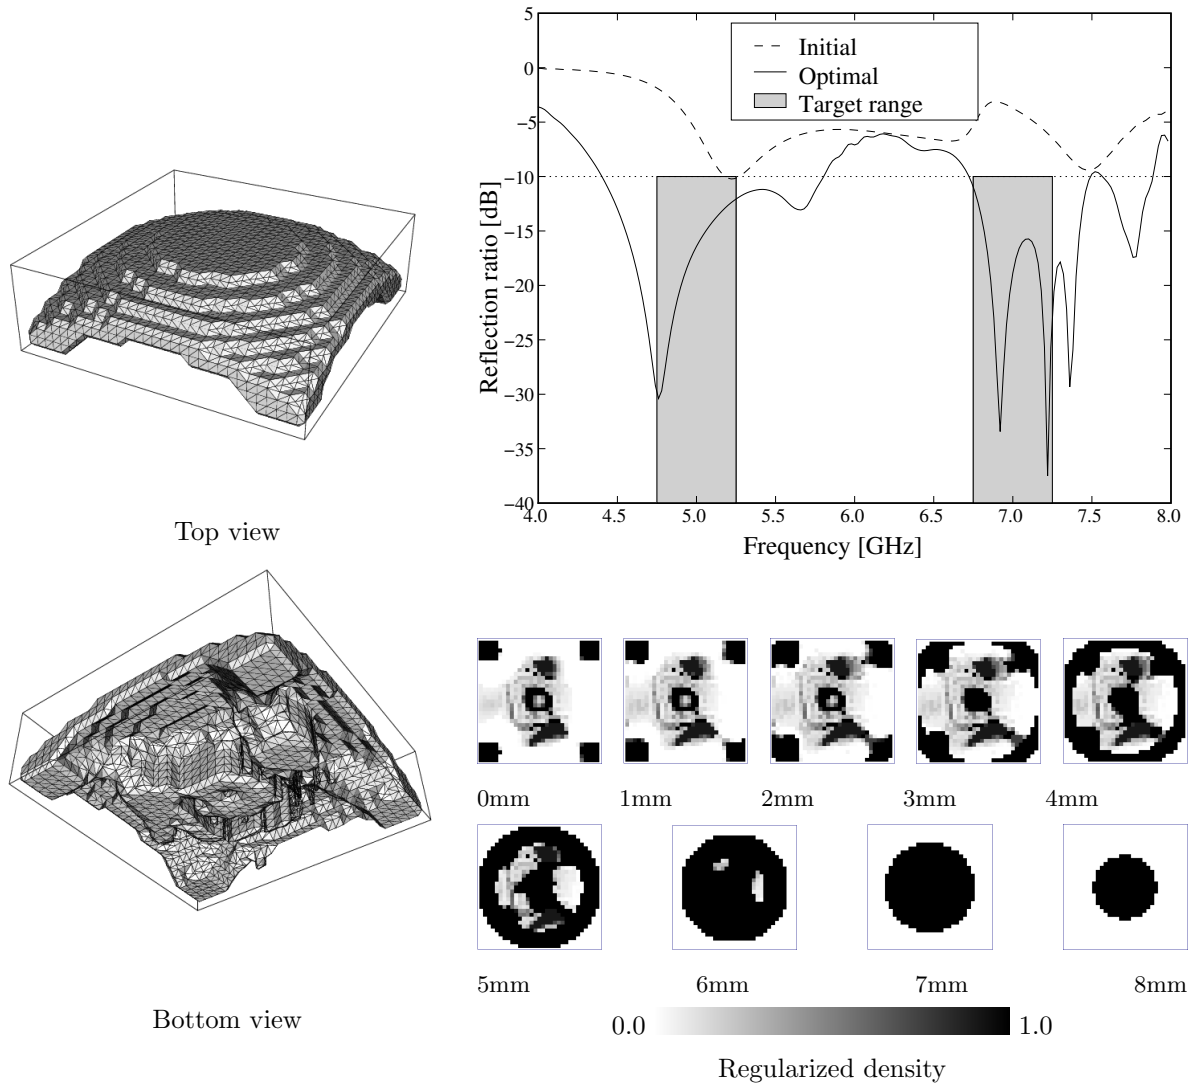 5
0
−5
−10
−15
−20
−25
−30
−35
−40
Reflection ratio [dB]
Initial
Optimal
Target range
4.0 4.5 5.0 5.5 6.0 6.5 7.0 7.5 8.0
Frequency [GHz]
Top view
Bottom view
0mm 1mm 2mm 3mm 4mm
5mm 6mm 7mm 8mm
0.0 1.0
Regularized density